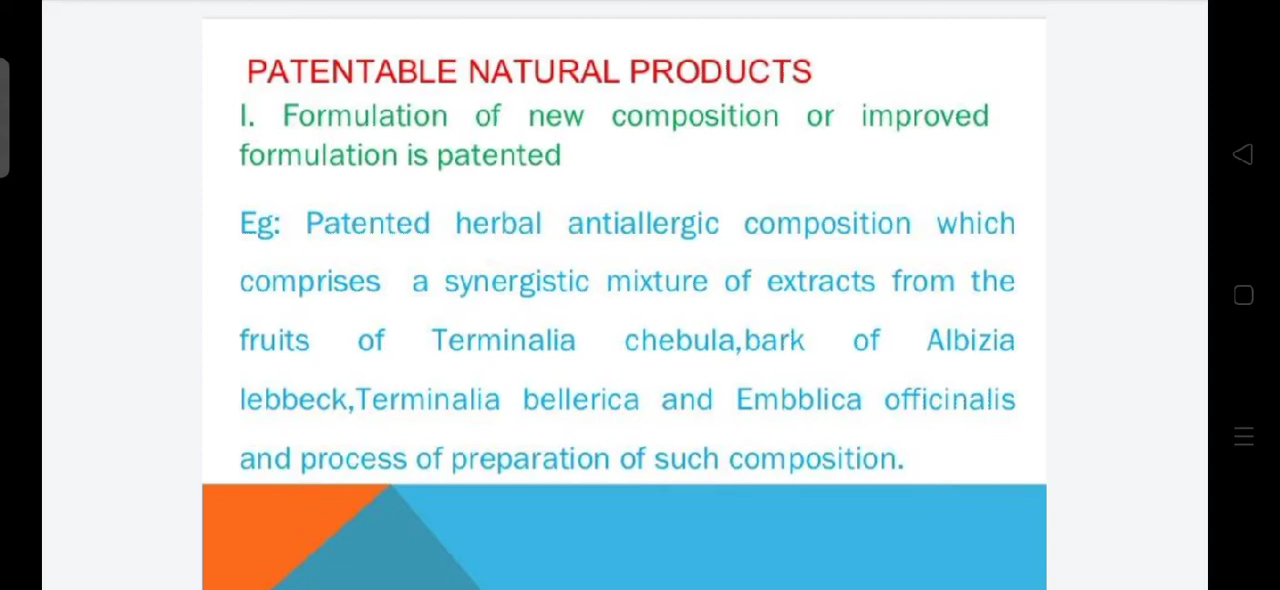 PATENTABLE NATURAL PRODUCTS
I. Formulation of new composition or improved
formulation is patented
Eg: Patented herbal antiallergic composition which
comprises a synergistic mixture of extracts from the
fruits of Terminalia chebula,bark of Albizia
lebbeck,Terminalia bellerica and Embblica officinalis
and process of preparation of such composition.